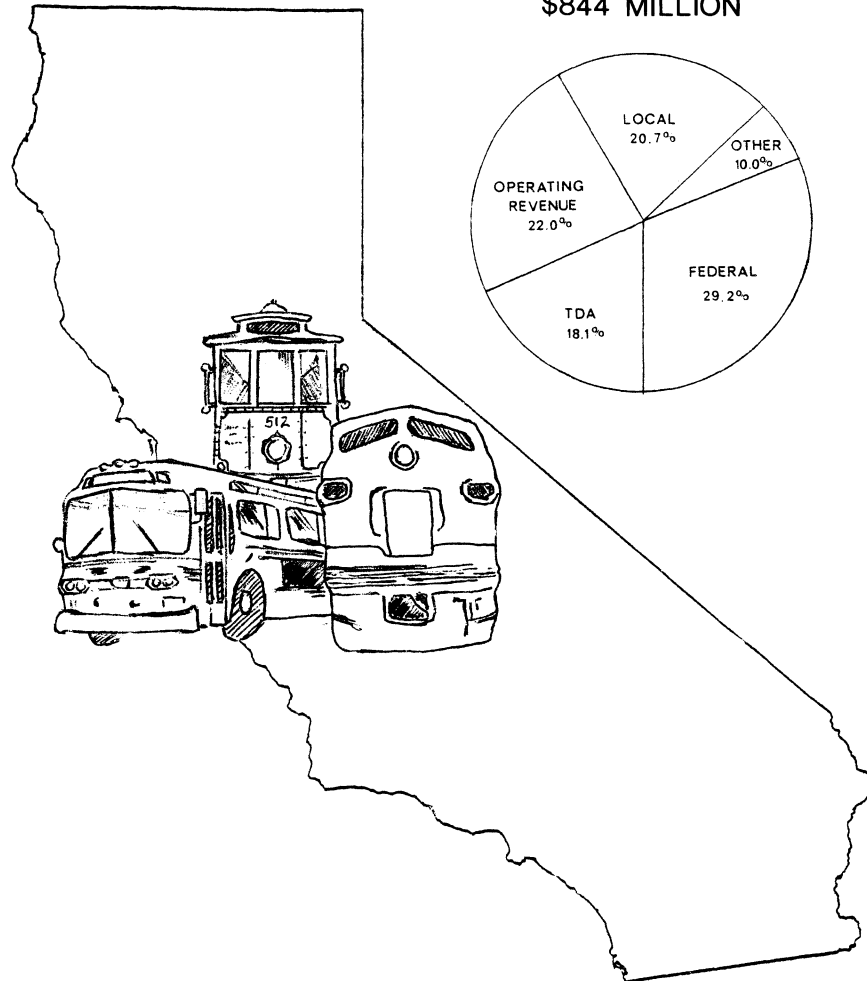 $844 MILLION
LOCAL
20.7%
OTHER
10.0%
OPERATING
REVENUE
22.0%
FEDERAL
29.2%
TDA
18.1%
512